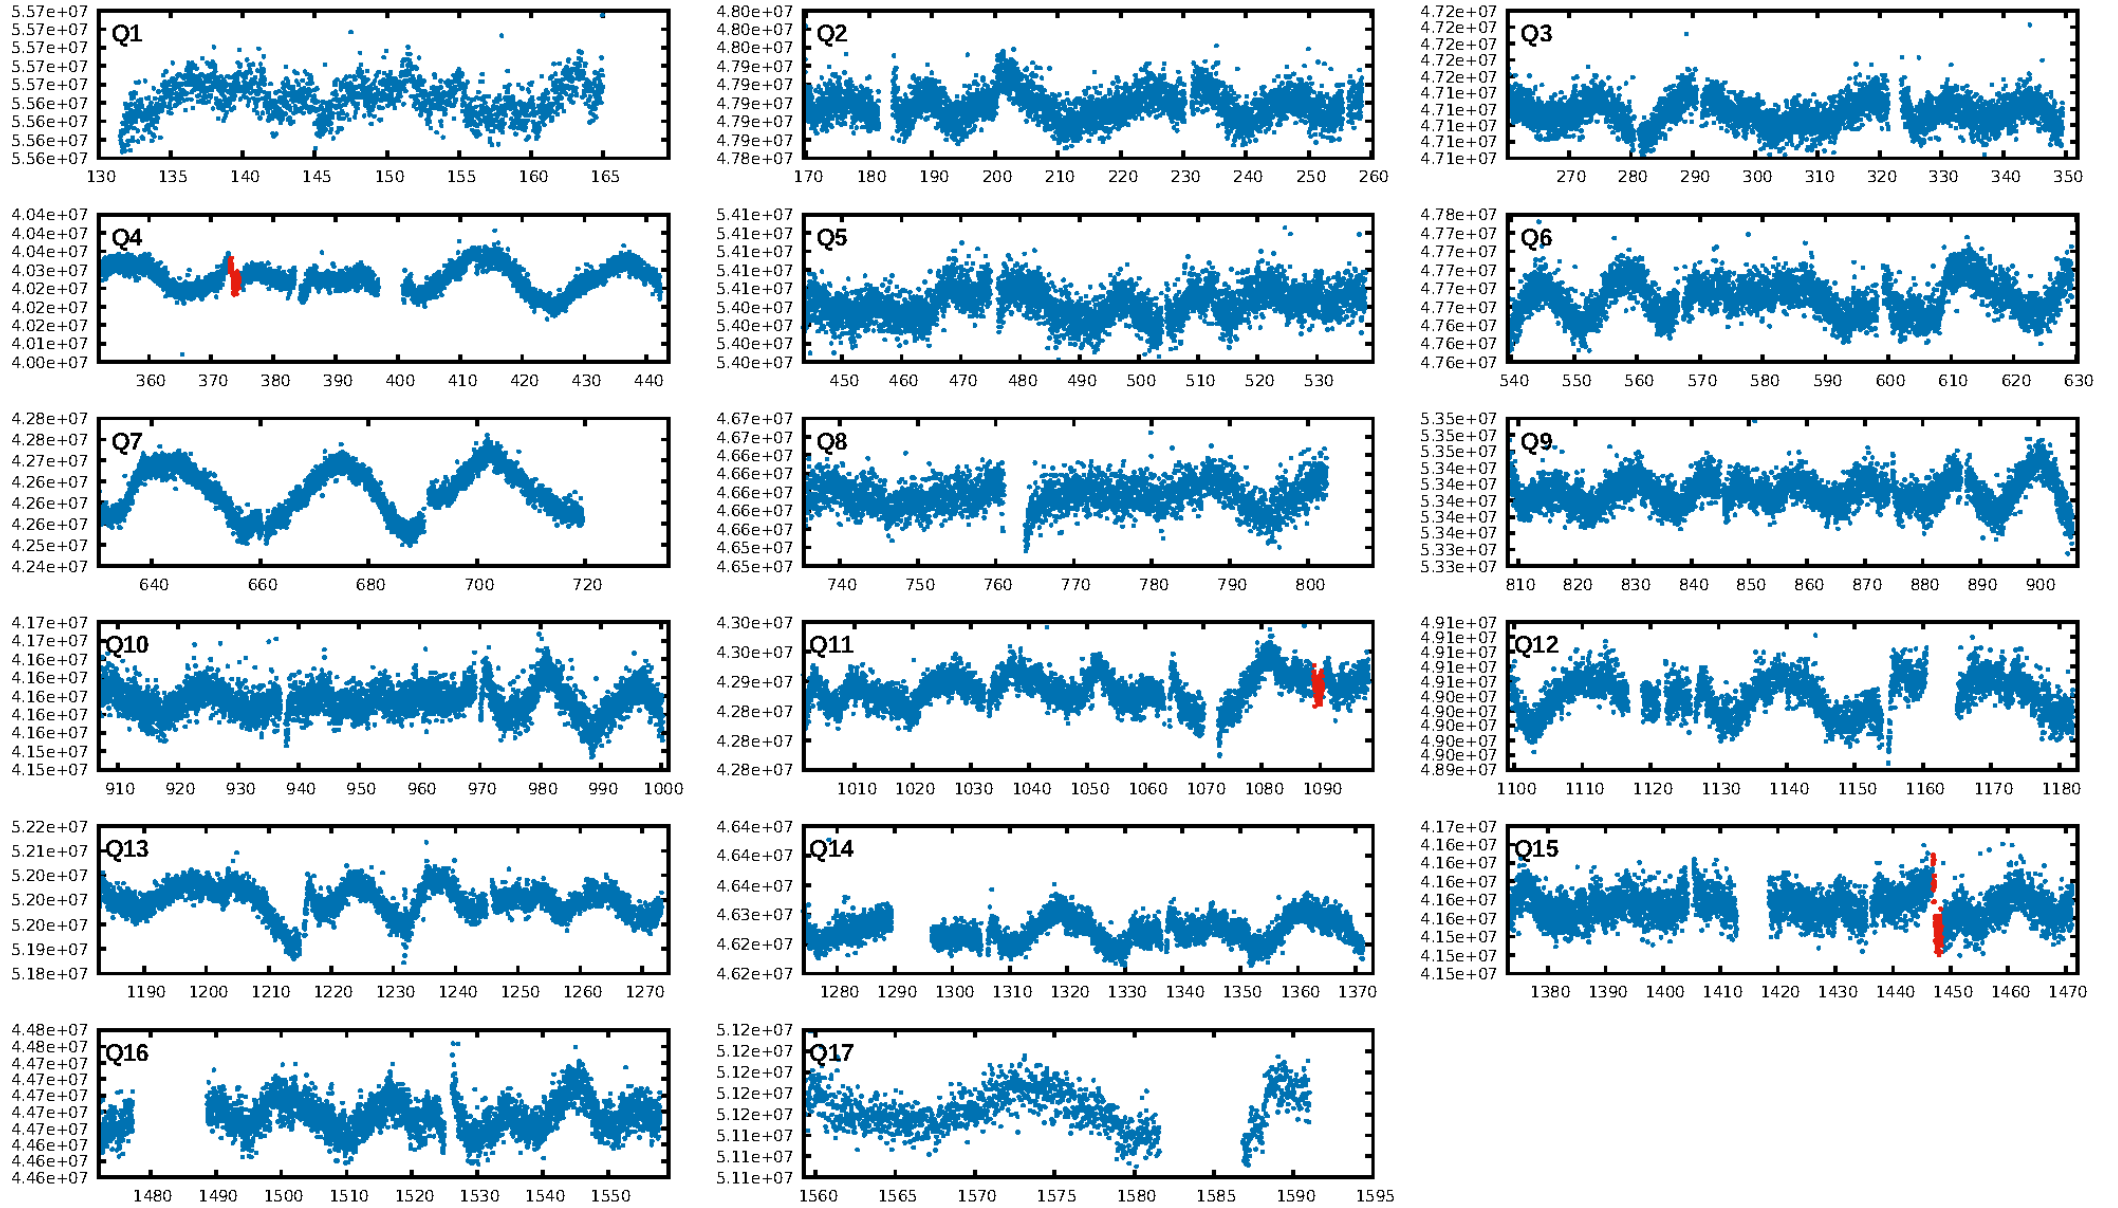 5.57e+07 5.57e+07 5.57e+07 5.57e+07 5.57e+07 5.56e+07 5.56e+07 5.56e+07 5.56e+07
Q1
130 135 140 145 150 155 160 165
4.80e+07 4.80e+07 4.79e+07 4.79e+07 4.79e+07 4.79e+07 4.79e+07 4.79e+07 4.78e+07
Q2
170 180 190 200 210 220 230 240 250 260
4.72e+07 4.72e+07 4.72e+07 4.72e+07 4.72e+07 4.71e+07 4.71e+07 4.71e+07 4.71e+07 4.71e+07
Q3
270 280 290 300 310 320 330 340 350
4.04e+07 4.04e+07 4.04e+07 4.03e+07 4.02e+07 4.02e+07 4.02e+07 4.01e+07 4.00e+07
Q4
360 370 380 390 400 410 420 430 440
5.41e+07 5.41e+07 5.41e+07 5.41e+07 5.40e+07 5.40e+07 5.40e+07 5.40e+07
Q5
450 460 470 480 490 500 510 520 530
4.78e+07 4.77e+07 4.77e+07 4.77e+07 4.77e+07 4.76e+07 4.76e+07 4.76e+07
Q6
540 550 560 570 580 590 600 610 620 630
4.28e+07 4.28e+07 4.27e+07 4.26e+07 4.26e+07 4.26e+07 4.25e+07 4.24e+07
Q7
640 660 680 700 720
4.67e+07 4.67e+07 4.66e+07 4.66e+07 4.66e+07 4.66e+07 4.66e+07 4.65e+07 4.65e+07
Q8
740 750 760 770 780 790 800
5.35e+07 5.35e+07 5.35e+07 5.34e+07 5.34e+07 5.34e+07 5.34e+07 5.34e+07 5.33e+07 5.33e+07
Q9
810 820 830 840 850 860 870 880 890 900
4.17e+07 4.17e+07 4.16e+07 4.16e+07 4.16e+07 4.16e+07 4.16e+07 4.15e+07 4.15e+07
Q10
910 920 930 940 950 960 970 980 990 1000
4.30e+07 4.30e+07 4.29e+07 4.28e+07 4.28e+07 4.28e+07
Q11
1010 1020 1030 1040 1050 1060 1070 1080 1090
4.91e+07 4.91e+07 4.91e+07 4.91e+07 4.91e+07 4.90e+07 4.90e+07 4.90e+07 4.90e+07 4.90e+07 4.89e+07
Q12
1100 1110 1120 1130 1140 1150 1160 1170 1180
5.22e+07 5.21e+07 5.20e+07 5.20e+07 5.20e+07 5.19e+07 5.18e+07
Q13
1190 1200 1210 1220 1230 1240 1250 1260 1270
4.64e+07 4.64e+07 4.64e+07 4.63e+07 4.62e+07 4.62e+07
Q14
1280 1290 1300 1310 1320 1330 1340 1350 1360 1370
4.17e+07 4.16e+07 4.16e+07 4.16e+07 4.16e+07 4.16e+07 4.15e+07 4.15e+07 4.15e+07
Q15
1380 1390 1400 1410 1420 1430 1440 1450 1460 1470
4.48e+07 4.48e+07 4.47e+07 4.47e+07 4.47e+07 4.47e+07 4.47e+07 4.46e+07 4.46e+07 4.46e+07
Q16
1480 1490 1500 1510 1520 1530 1540 1550
5.12e+07 5.12e+07 5.12e+07 5.12e+07 5.12e+07 5.11e+07 5.11e+07 5.11e+07
Q17
1560 1565 1570 1575 1580 1585 1590 1595